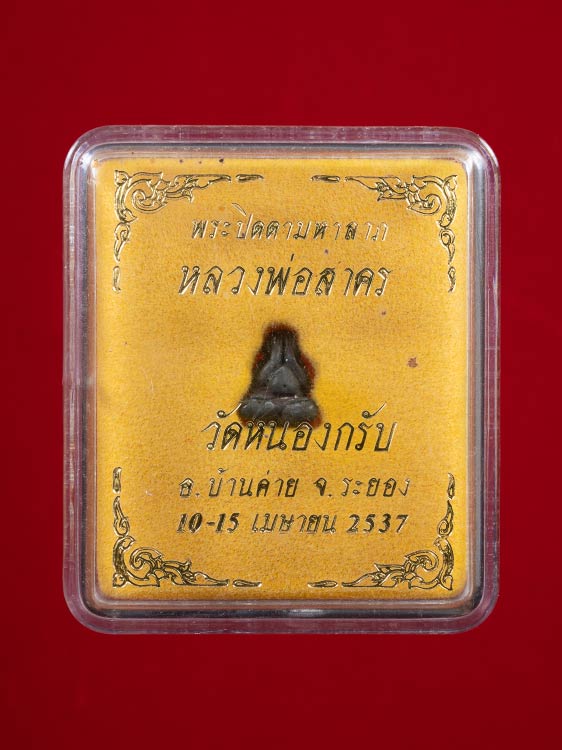 พระปิดตามหาลาภ
หลวงพ่อสาคร
วัดหนองกรับ
อ.บ้านค่าย จ.ระยอง
10-15 เมษายน 2537